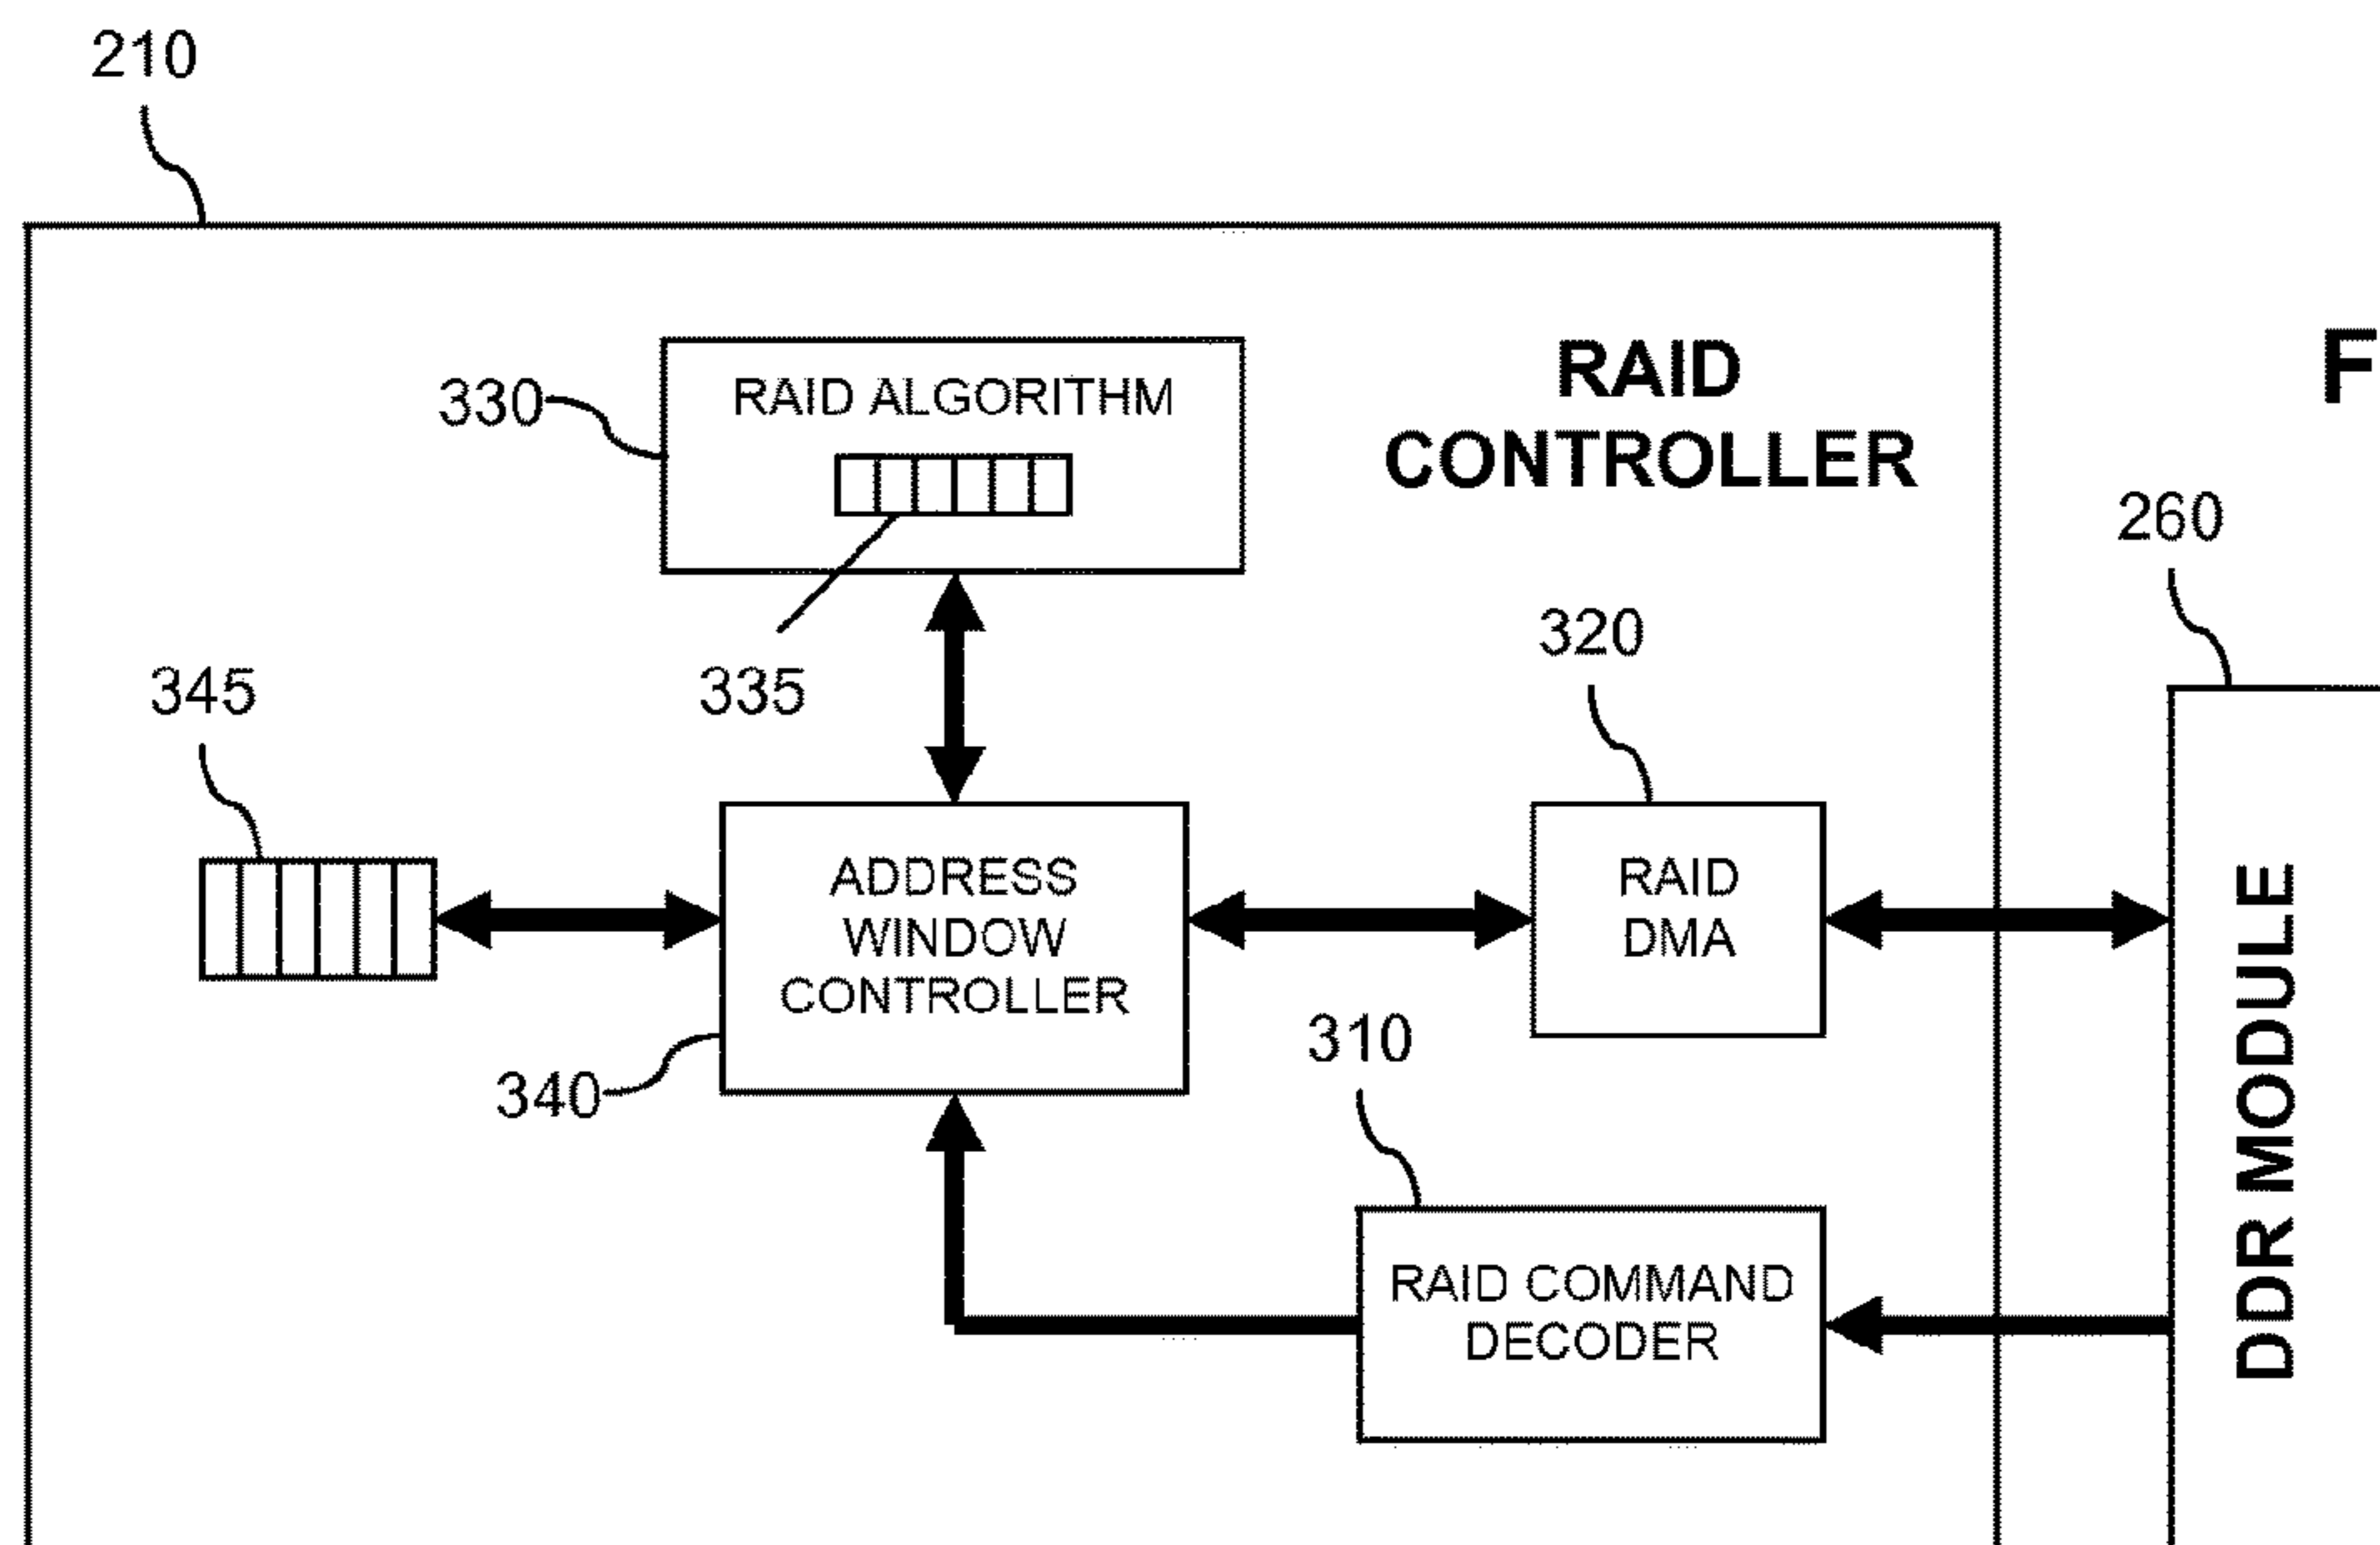 210
RAID
CONTROLLER
F
330
RAID ALGORITHM
335
260
320
345
ADDRESS
WINDOW
CONTROLLER
RAID
DMA
340
310
RAID COMMAND
DECODER
DDR MODULE